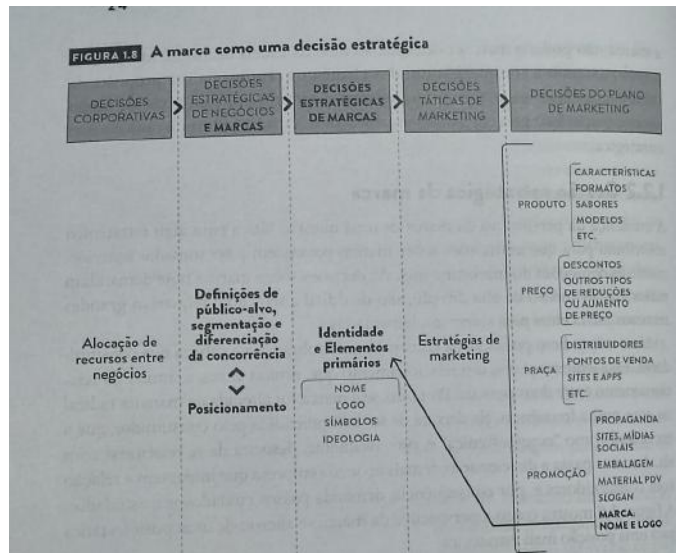 24
FIGURA 1.8 A marca como uma decisão estratégica
DECISÕES
CORPORATIVAS
DECISÕES
ESTRATÉGICAS
DE NEGÓCIOS
E MARCAS
DECISÕES
ESTRATÉGICAS
DE MARCAS
DECISÕES
TÁTICAS DE
MARKETING
DECISÕES DO PLANO
DE MARKETING
Alocação de
recursos entre
negócios
Definições de
público-alvo,
segmentação e
diferenciação
da concorrência
Posicionamento
Identidade
e Elementos
primários
NOME
LOGO
SÍMBOLOS
IDEOLOGIA
Estratégias de
marketing
PRODUTO
CARACTERÍSTICAS
FORMATOS
SABORES
MODELOS
ETC.
PREÇO
DESCONTOS
OUTROS TIPOS
DE REDUÇÕES
OU AUMENTO
DE PREÇO
PRAÇA
DISTRIBUIDORES
PONTOS DE VENDA
SITES E APPS
ETC.
PROMOÇÃO
PROPAGANDA
SITES, MÍDIAS
SOCIAIS
EMBALAGEM
MATERIAL PDV
SLOGAN
MARCA:
NOME E LOGO